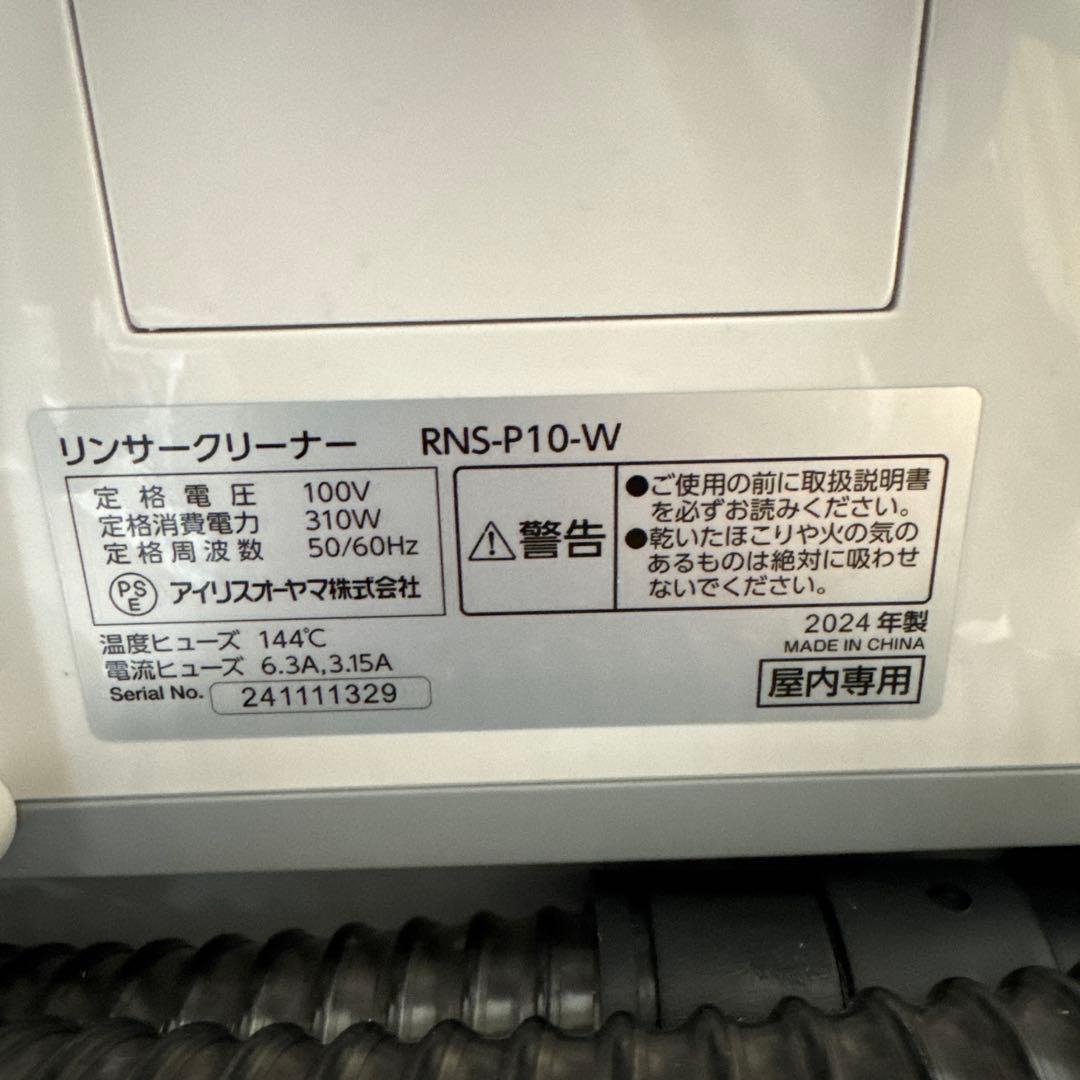 リンサークリーナー RNS-P10-W
定格電圧 100V
定格消費電力 310W
定格周波数 50/60Hz
PSE アイリスオーヤマ株式会社
⚠警告
●ご使用の前に取扱説明書
を必ずお読みください。
●乾いたほこりや火の気の
あるものは絶対に吸わせ
ないでください。
温度ヒューズ 144℃
電流ヒューズ 6.3A,3.15A
Serial No. 241111329
2024年製
MADE IN CHINA
屋内専用